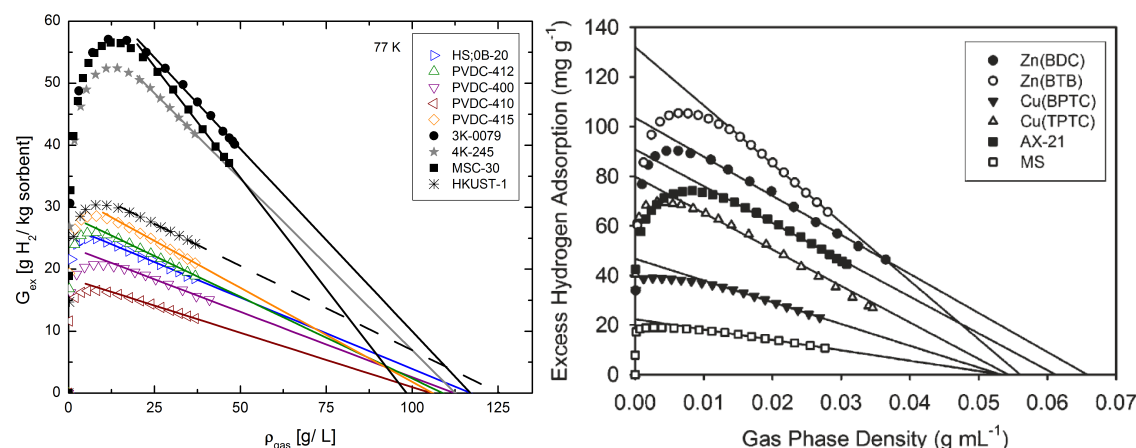 60
50
40
30
20
10
0
0
25
50
75
100
125
G_ex [g H₂/ kg sorbent]
ρ_gas [g/ L]
77 K
HS;0B-20
PVDC-412
PVDC-400
PVDC-410
PVDC-415
3K-0079
4K-245
MSC-30
HKUST-1
140
120
100
80
60
40
20
0
0.00
0.01
0.02
0.03
0.04
0.05
0.06
0.07
Excess Hydrogen Adsorption (mg g⁻¹)
Gas Phase Density (g mL⁻¹)
Zn(BDC)
Zn(BTB)
Cu(BPTC)
Cu(TPTC)
AX-21
MS